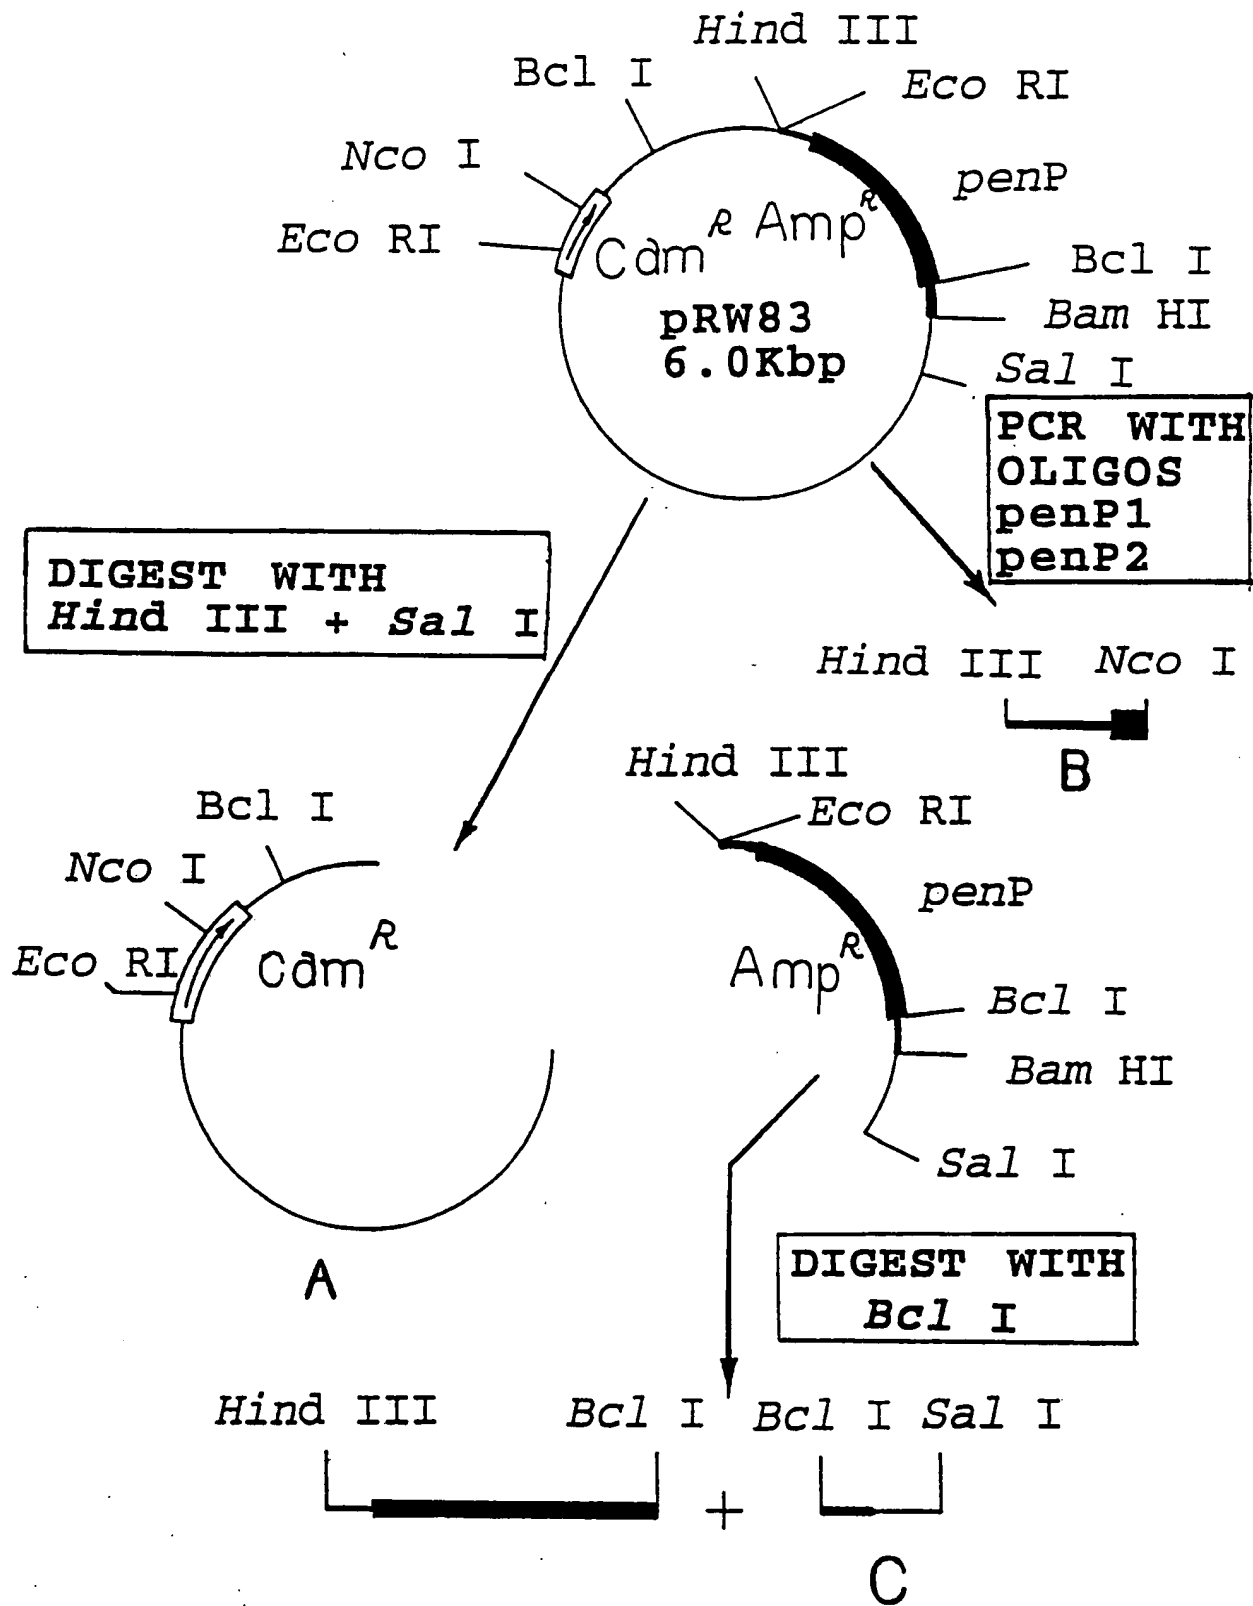 Hind III
Bcl I
Eco RI
Nco I
penP
Eco RI
Cam R Amp R
Bcl I
pRW83
Bam HI
6.0Kbp
Sal I
PCR WITH
OLIGOS
penP1
penP2
DIGEST WITH
Hind III + Sal I
Hind III Nco I
B
Hind III
Bcl I
Eco RI
Nco I
penP
Cam R
Amp R
Eco RI
Bcl I
Bam HI
Sal I
A
DIGEST WITH
Bcl I
Hind III Bcl I Bcl I Sal I
+
C